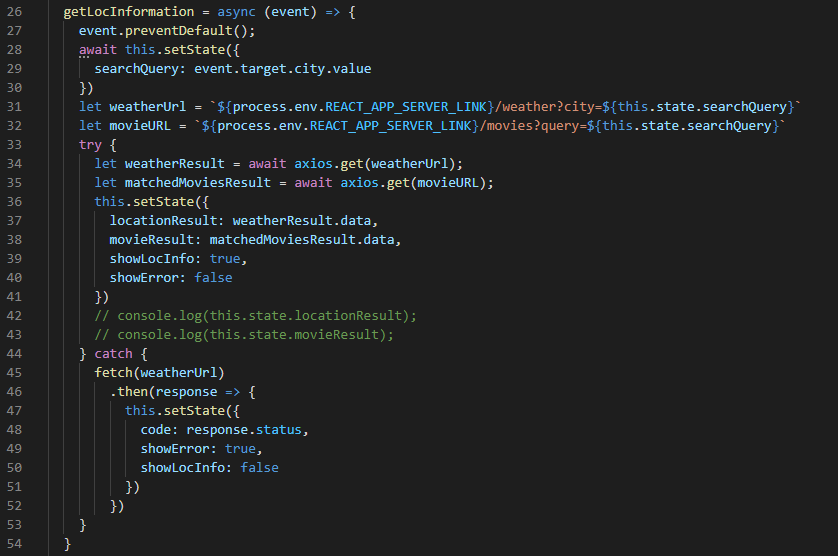 26 getLocInformation = async (event) => {
27 event.preventDefault();
28 await this.setState({
29 searchQuery: event.target.city.value
30 })
31 let weatherUrl = `${process.env.REACT_APP_SERVER_LINK}/weather?city=${this.state.searchQuery}`
32 let movieURL = `${process.env.REACT_APP_SERVER_LINK}/movies?query=${this.state.searchQuery}`
33 try {
34 let weatherResult = await axios.get(weatherUrl);
35 let matchedMoviesResult = await axios.get(movieURL);
36 this.setState({
37 locationResult: weatherResult.data,
38 movieResult: matchedMoviesResult.data,
39 showLocInfo: true,
40 showError: false
41 })
42 // console.log(this.state.locationResult);
43 // console.log(this.state.movieResult);
44 } catch {
45 fetch(weatherUrl)
46 .then(response => {
47 this.setState({
48 code: response.status,
49 showError: true,
50 showLocInfo: false
51 })
52 })
53 }
54 }